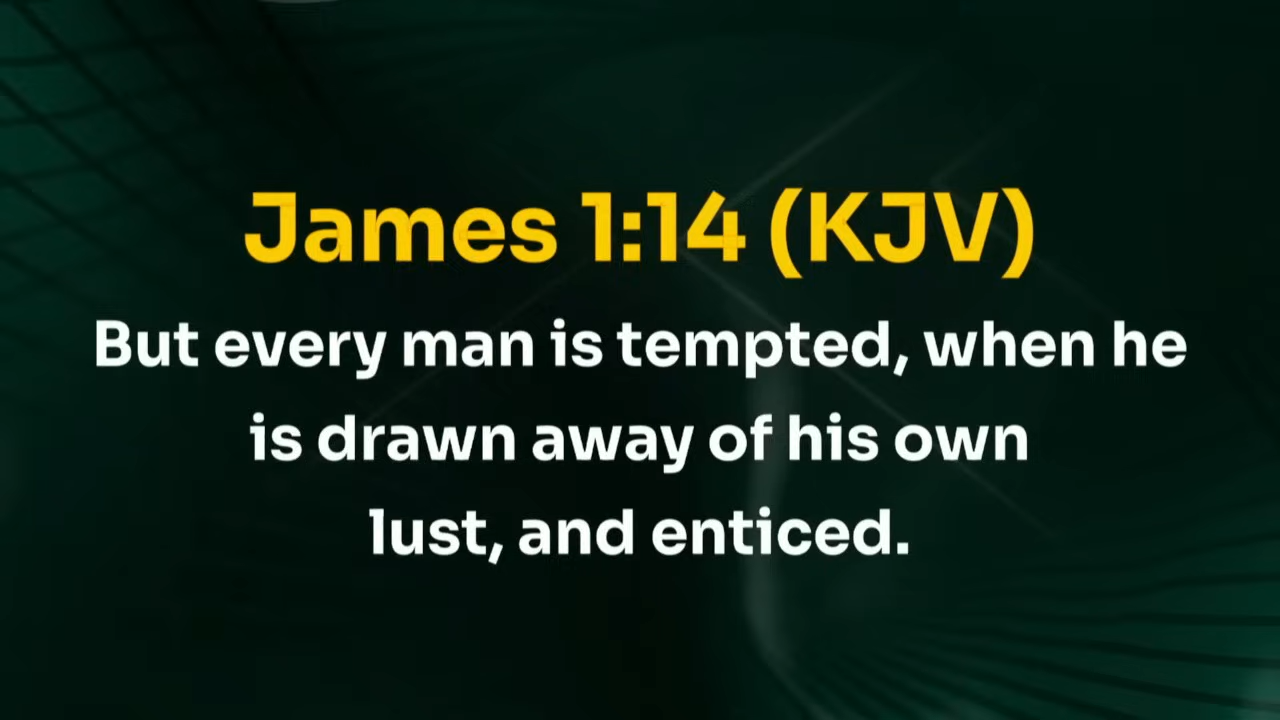 James 1:14 (KJV)
But every man is tempted, when he
is drawn away of his own
lust, and enticed.